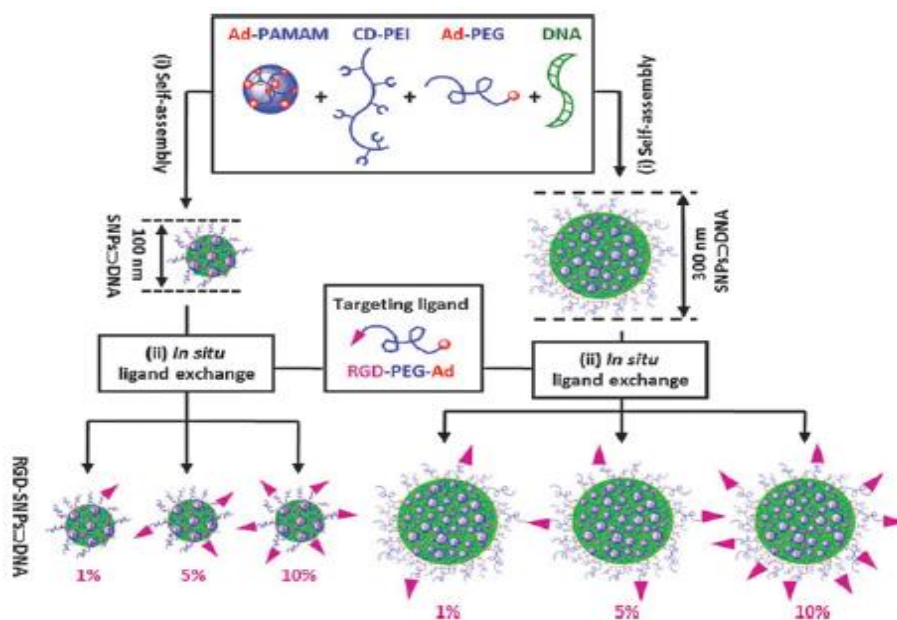 Ad-PAMAM CD-PEI Ad-PEG DNA
+ + +
(i) Self-assembly
(i) Self-assembly
SNPs⊃DNA
100 nm
300 nm
SNPs⊃DNA
Targeting ligand
RGD-PEG-Ad
(ii) In situ
ligand exchange
(ii) In situ
ligand exchange
RGD-SNPs⊃DNA
1% 5% 10%
1% 5% 10%